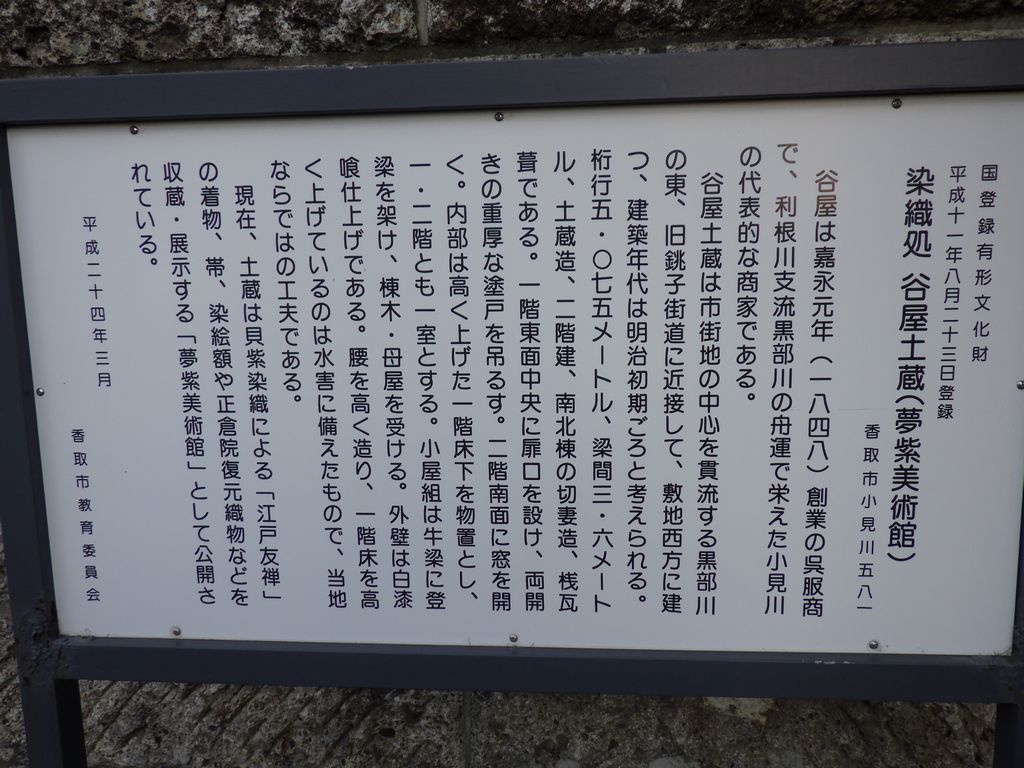 国登録有形文化財
平成十一年八月二十三日登録
染織処 谷屋土蔵(夢紫美術館)
香取市小見川五八一
谷屋は嘉永元年(一八四八)創業の呉服商
で、利根川支流黒部川の舟運で栄えた小見川
の代表的な商家である。
谷屋土蔵は市街地の中心を貫流する黒部川
の東、旧銚子街道に近接して、敷地西方に建
つ、建築年代は明治初期ごろと考えられる。
桁行五・〇七五メートル、梁間三・六メート
ル、土蔵造、二階建、南北棟の切妻造、桟瓦
葺である。一階東面中央に扉口を設け、両開
きの重厚な塗戸を吊るす。二階南面に窓を開
く。内部は高く上げた一階床下を物置とし、
一・二階とも一室とする。小屋組は牛梁に登
梁を架け、棟木・母屋を受ける。外壁は白漆
喰仕上げである。腰を高く造り、一階床を高
く上げているのは水害に備えたもので、当地
ならではの工夫である。
現在、土蔵は貝紫染織による「江戸友禅」
の着物、帯、染絵額や正倉院復元織物などを
収蔵・展示する「夢紫美術館」として公開さ
れている。
平成二十四年三月
香取市教育委員会